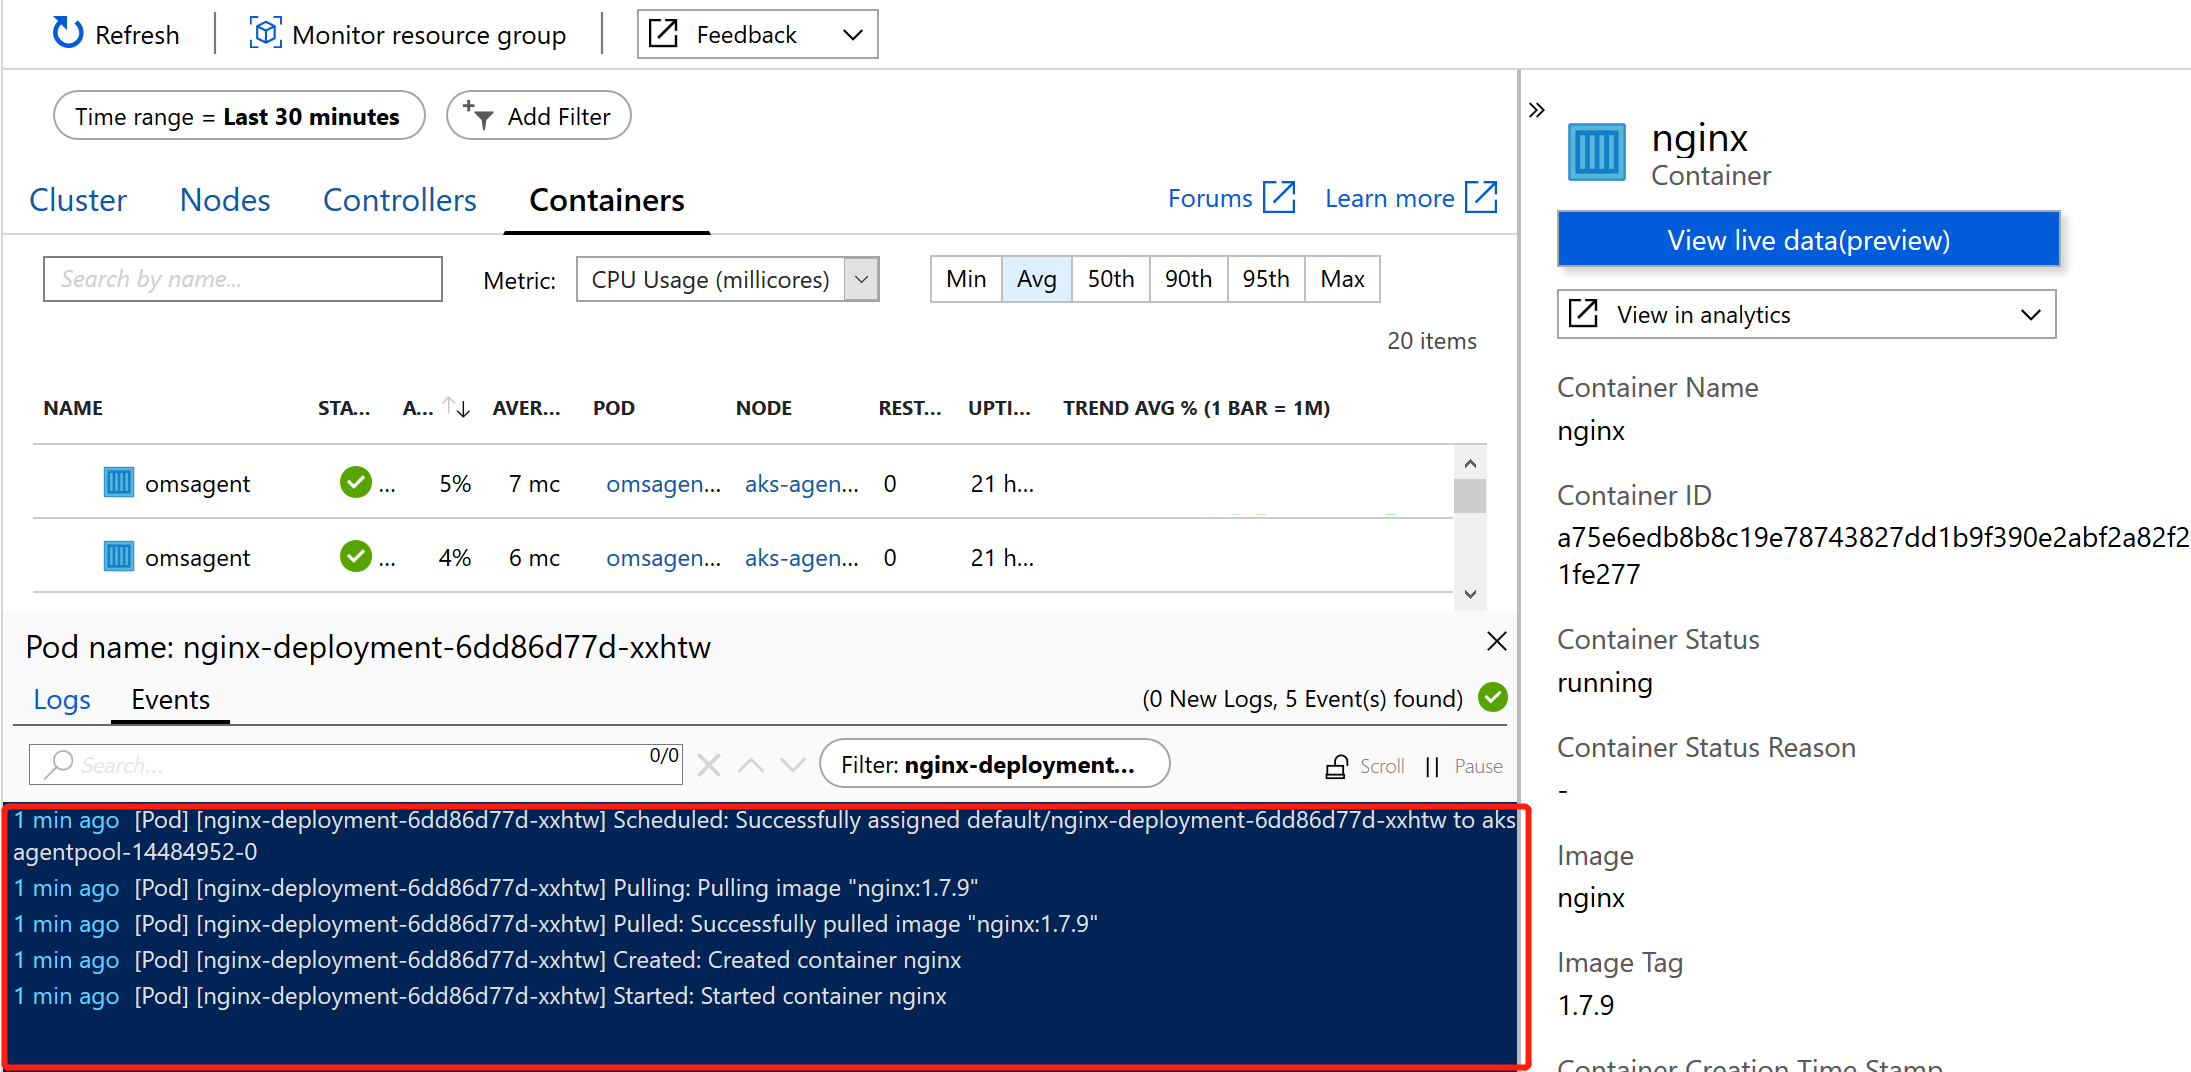 Refresh
Monitor resource group
Feedback
Time range = Last 30 minutes
Add Filter
Cluster Nodes Controllers Containers
Forums
Learn more
Search by name...
Metric: CPU Usage (millicores)
Min Avg 50th 90th 95th Max
20 items
NAME STA... A... AVER... POD NODE REST... UPTI... TREND AVG % (1 BAR = 1M)
omsagent ... 5% 7 mc omsagen... aks-agen... 0 21 h...
omsagent ... 4% 6 mc omsagen... aks-agen... 0 21 h...
Pod name: nginx-deployment-6dd86d77d-xxhtw
Logs Events
(0 New Logs, 5 Event(s) found)
Search... 0/0
Filter: nginx-deployment...
Scroll
Pause
1 min ago [Pod] [nginx-deployment-6dd86d77d-xxhtw] Scheduled: Successfully assigned default/nginx-deployment-6dd86d77d-xxhtw to aks
agentpool-14484952-0
1 min ago [Pod] [nginx-deployment-6dd86d77d-xxhtw] Pulling: Pulling image "nginx:1.7.9"
1 min ago [Pod] [nginx-deployment-6dd86d77d-xxhtw] Pulled: Successfully pulled image "nginx:1.7.9"
1 min ago [Pod] [nginx-deployment-6dd86d77d-xxhtw] Created: Created container nginx
1 min ago [Pod] [nginx-deployment-6dd86d77d-xxhtw] Started: Started container nginx
nginx
Container
View live data(preview)
View in analytics
Container Name
nginx
Container ID
a75e6edb8b8c19e78743827dd1b9f390e2abf2a82f2
1fe277
Container Status
running
Container Status Reason
-
Image
nginx
Image Tag
1.7.9
Container Creation Time Stamp